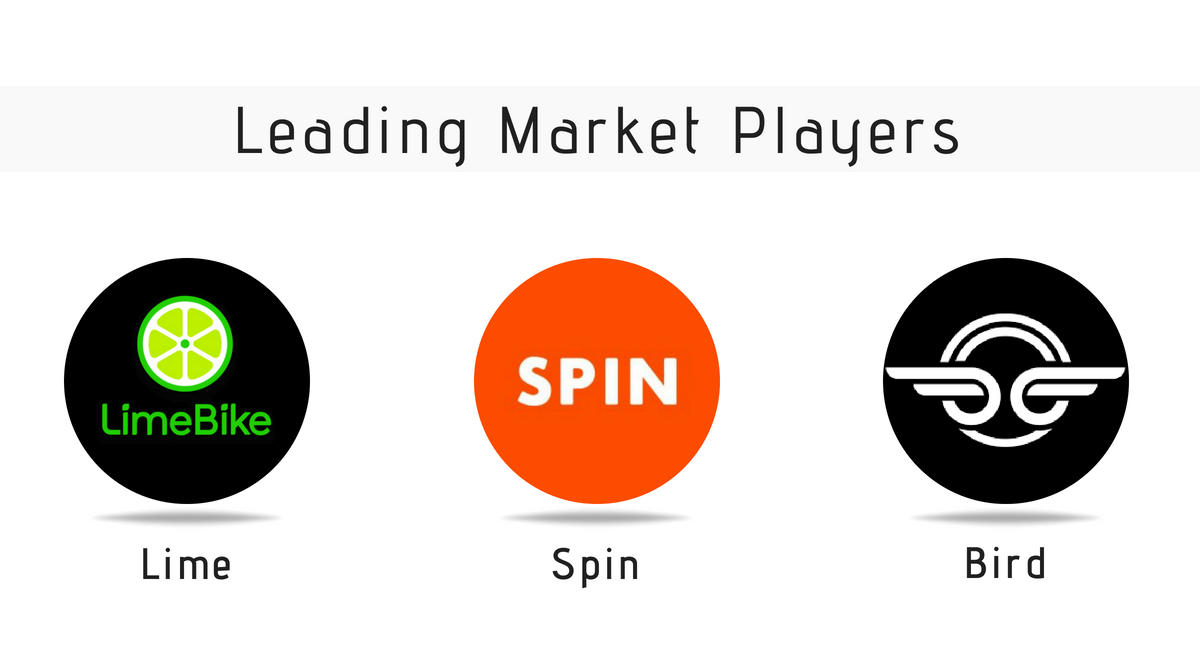 Leading Market Players
LimeBike
SPIN
Lime
Spin
Bird